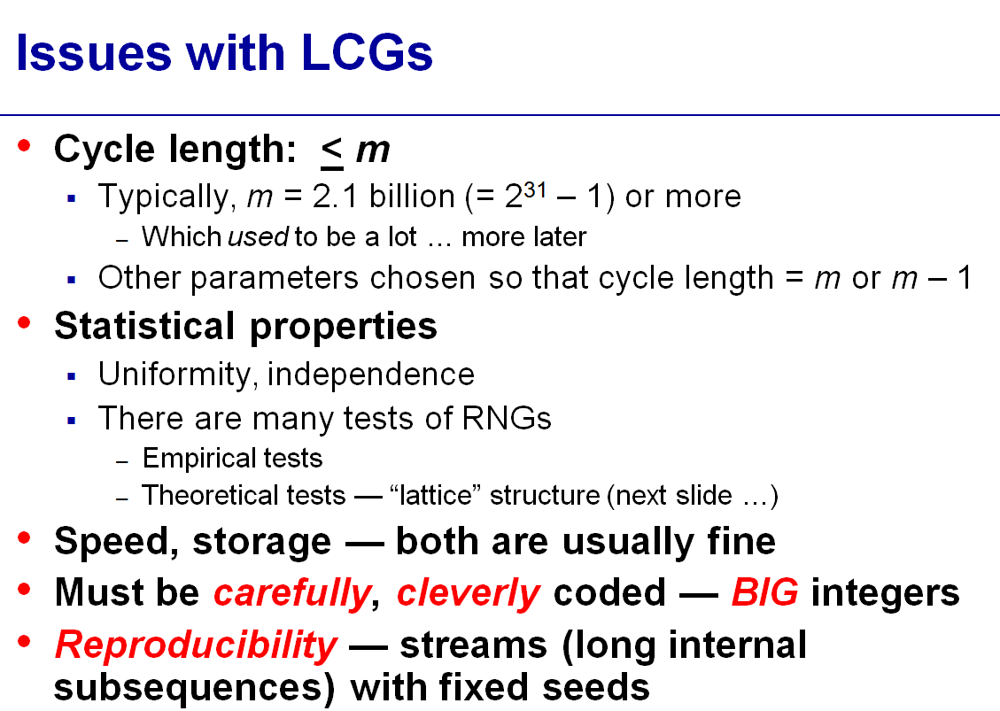 Issues with LCGs
• Cycle length: ≤ m
▪ Typically, m = 2.1 billion (= 2³¹ – 1) or more
– Which used to be a lot … more later
▪ Other parameters chosen so that cycle length = m or m – 1
• Statistical properties
▪ Uniformity, independence
▪ There are many tests of RNGs
– Empirical tests
– Theoretical tests — “lattice” structure (next slide …)
• Speed, storage — both are usually fine
• Must be carefully, cleverly coded — BIG integers
• Reproducibility — streams (long internal
subsequences) with fixed seeds